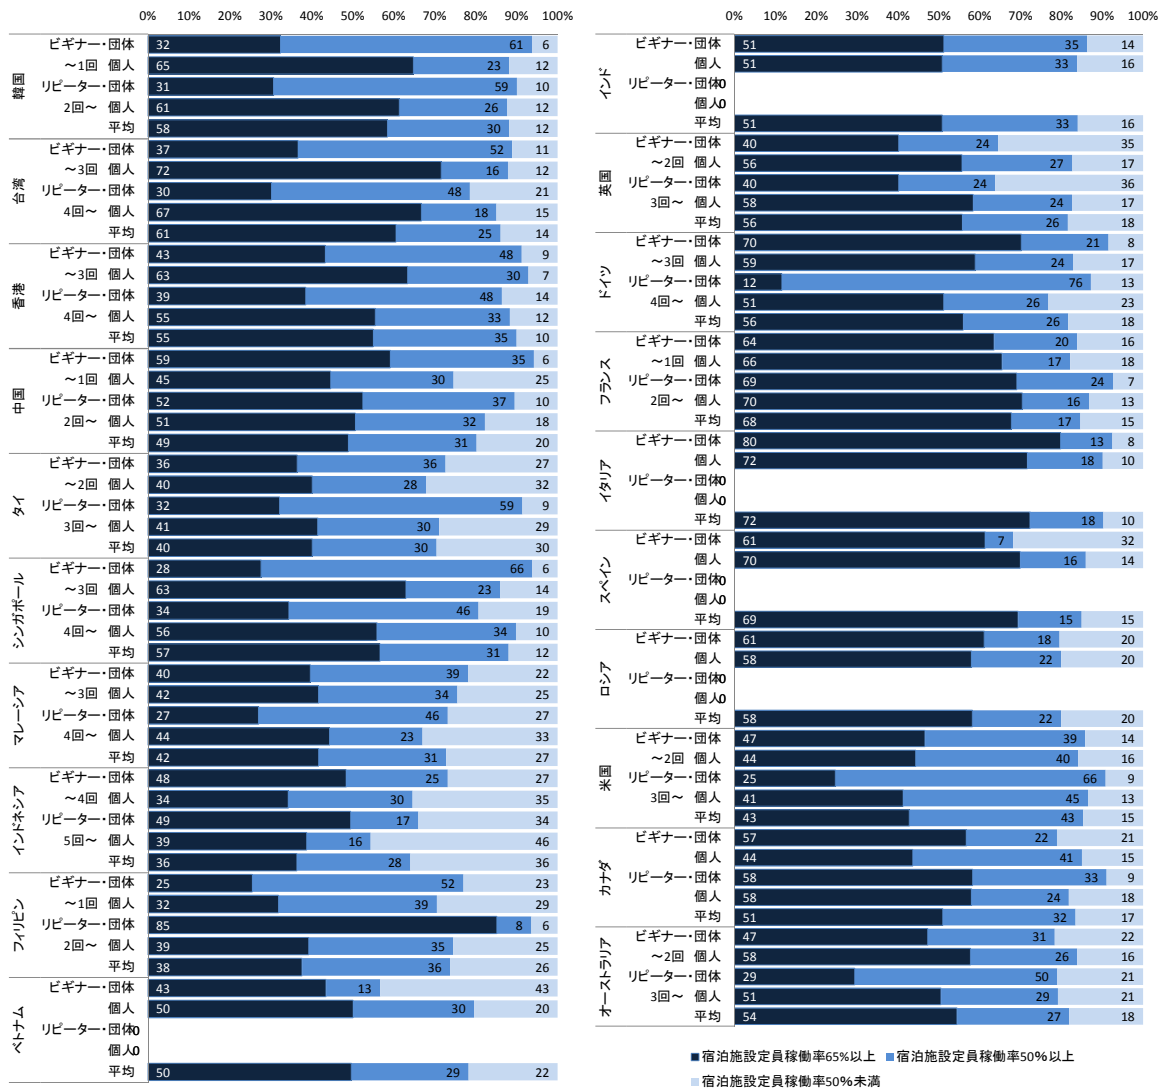 0% 10% 20% 30% 40% 50% 60% 70% 80% 90% 100%
韓国
ビギナー・団体 32 61 6
～1回 個人 65 23 12
リピーター・団体 31 59 10
2回～ 個人 61 26 12
平均 58 30 12
台湾
ビギナー・団体 37 52 11
～3回 個人 72 16 12
リピーター・団体 30 48 21
4回～ 個人 67 18 15
平均 61 25 14
香港
ビギナー・団体 43 48 9
～3回 個人 63 30 7
リピーター・団体 39 48 14
4回～ 個人 55 33 12
平均 55 35 10
中国
ビギナー・団体 59 35 6
～1回 個人 45 30 25
リピーター・団体 52 37 10
2回～ 個人 51 32 18
平均 49 31 20
タイ
ビギナー・団体 36 36 27
～2回 個人 40 28 32
リピーター・団体 32 59 9
3回～ 個人 41 30 29
平均 40 30 30
シンガポール
ビギナー・団体 28 66 6
～3回 個人 63 23 14
リピーター・団体 34 46 19
4回～ 個人 56 34 10
平均 57 31 12
マレーシア
ビギナー・団体 40 39 22
～3回 個人 42 34 25
リピーター・団体 27 46 27
4回～ 個人 44 23 33
平均 42 31 27
インドネシア
ビギナー・団体 48 25 27
～4回 個人 34 30 35
リピーター・団体 49 17 34
5回～ 個人 39 16 46
平均 36 28 36
フィリピン
ビギナー・団体 25 52 23
～1回 個人 32 39 29
リピーター・団体 85 8 6
2回～ 個人 39 35 25
平均 38 36 26
ベトナム
ビギナー・団体 43 13 43
個人 50 30 20
リピーター・団体 0
個人 0
平均 50 29 22
0% 10% 20% 30% 40% 50% 60% 70% 80% 90% 100%
インド
ビギナー・団体 51 35 14
個人 51 33 16
リピーター・団体 0
個人 0
平均 51 33 16
英国
ビギナー・団体 40 24 35
～2回 個人 56 27 17
リピーター・団体 40 24 36
3回～ 個人 58 24 17
平均 56 26 18
ドイツ
ビギナー・団体 70 21 8
～3回 個人 59 24 17
リピーター・団体 12 76 13
4回～ 個人 51 26 23
平均 56 26 18
フランス
ビギナー・団体 64 20 16
～1回 個人 66 17 18
リピーター・団体 69 24 7
2回～ 個人 70 16 13
平均 68 17 15
イタリア
ビギナー・団体 80 13 8
個人 72 18 10
リピーター・団体 0
個人 0
平均 72 18 10
スペイン
ビギナー・団体 61 7 32
個人 70 16 14
リピーター・団体 0
個人 0
平均 69 15 15
ロシア
ビギナー・団体 61 18 20
個人 58 22 20
リピーター・団体 0
個人 0
平均 58 22 20
米国
ビギナー・団体 47 39 14
～2回 個人 44 40 16
リピーター・団体 25 66 9
3回～ 個人 41 45 13
平均 43 43 15
カナダ
ビギナー・団体 57 22 21
個人 44 41 15
リピーター・団体 58 33 9
個人 58 24 18
平均 51 32 17
オーストラリア
ビギナー・団体 47 31 22
～2回 個人 58 26 16
リピーター・団体 29 50 21
3回～ 個人 51 29 21
平均 54 27 18
宿泊施設定員稼働率65%以上 宿泊施設定員稼働率50%以上
宿泊施設定員稼働率50%未満